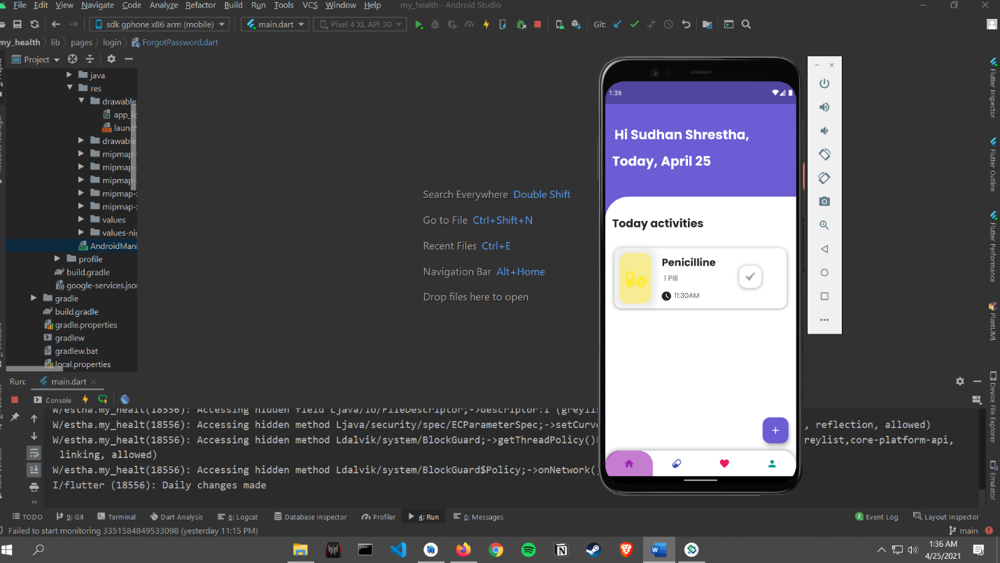 File Edit View Navigate Code Analyze Refactor Build Run Tools VCS Window Help my_health - Android Studio
sdk gphone x86 arm (mobile) main.dart Pixel 4 XL API 30 Git:
my_health lib pages login ForgotPassword.dart
Project
java
res
drawable
app_ic
launch
drawable
mipmap-
mipmap-
mipmap-
mipmap-
mipmap-
values
values-nig
AndroidMani
profile
build.gradle
google-services.json
gradle
build.gradle
gradle.properties
gradlew
gradlew.bat
local.properties
Search Everywhere Double Shift
Go to File Ctrl+Shift+N
Recent Files Ctrl+E
Navigation Bar Alt+Home
Drop files here to open
1:36
Hi Sudhan Shrestha,
Today, April 25
Today activities
Penicilline
1 Pill
11:30AM
Flutter Inspector
Flutter Outline
Flutter Performance
PlantUML
Device File Explorer
Emulator
Run: main.dart
Console
W/estha.my_healt(18556): Accessing hidden field Ljava/io/FileDescriptor;->descriptor:I (greylis
W/estha.my_healt(18556): Accessing hidden method Ljava/security/spec/ECParameterSpec;->setCurve , reflection, allowed)
W/estha.my_healt(18556): Accessing hidden method Ldalvik/system/BlockGuard;->getThreadPolicy() reylist,core-platform-api,
linking, allowed)
W/estha.my_healt(18556): Accessing hidden method Ldalvik/system/BlockGuard$Policy;->onNetwork(
I/flutter (18556): Daily changes made
TODO 9: Git Terminal Dart Analysis 6: Logcat Database Inspector Profiler 4: Run 0: Messages 2 Event Log Layout Inspector
Failed to start monitoring 3351584849533098 (yesterday 11:15 PM) main
1:36 AM
4/25/2021